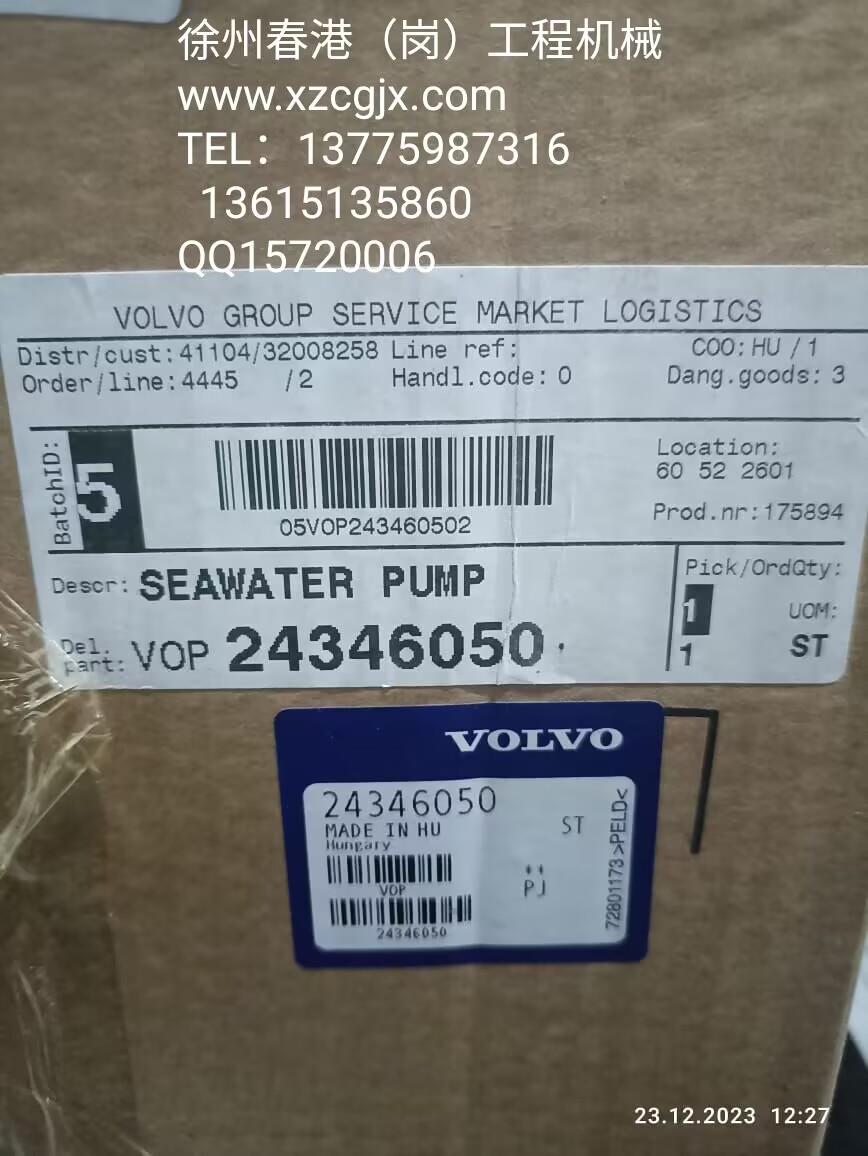 徐州春港（岗）工程机械
www.xzcgjx.com
TEL：13775987316
13615135860
QQ15720006
VOLVO GROUP SERVICE MARKET LOGISTICS
Distr/cust:41104/32008258 Line ref: COO:HU/1
Order/line:4445 /2 Handl.code:0 Dang.goods:3
BatchID:
5
05VOP243460502
Location:
60 52 2601
Prod.nr:175894
Descr: SEAWATER PUMP
Pick/OrdQty:
1
UOM:
1 ST
Del.
part: VOP 24346050
VOLVO
24346050
MADE IN HU
Hungary
ST
VOP
PJ
24346050
72801173 >PELD<
23.12.2023 12:27